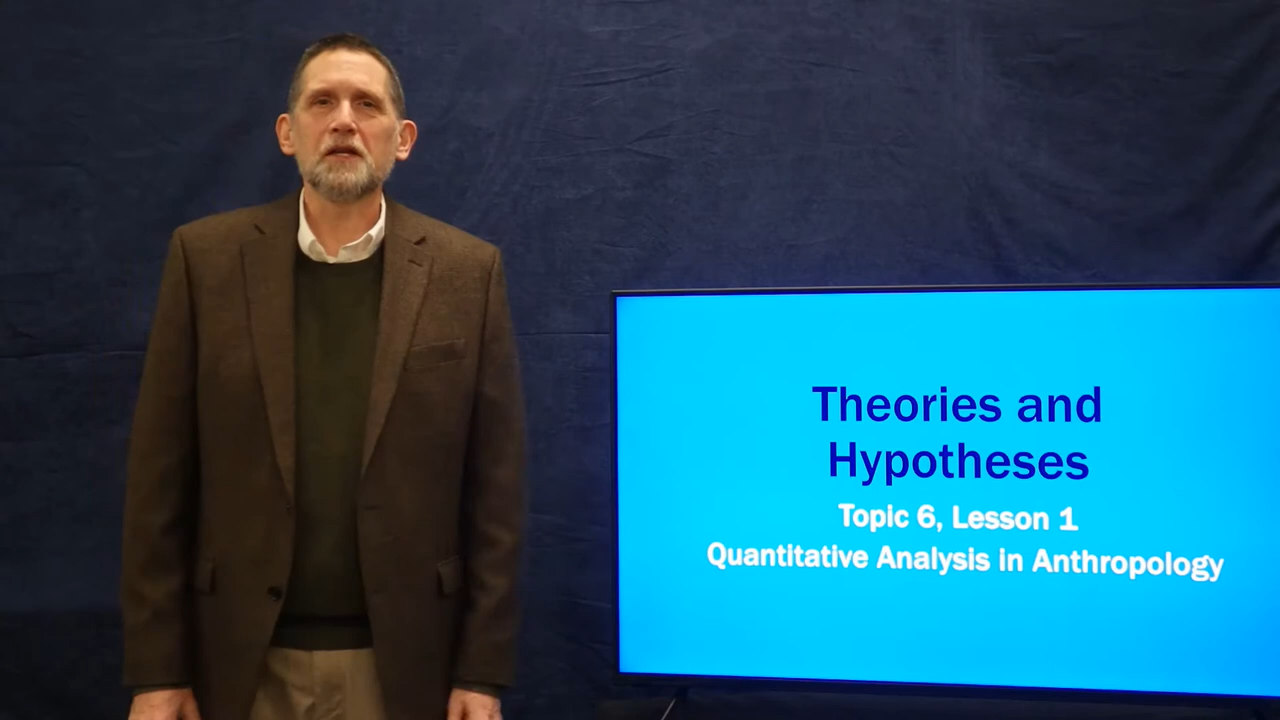 Theories and
Hypotheses
Topic 6, Lesson 1
Quantitative Analysis in Anthropology